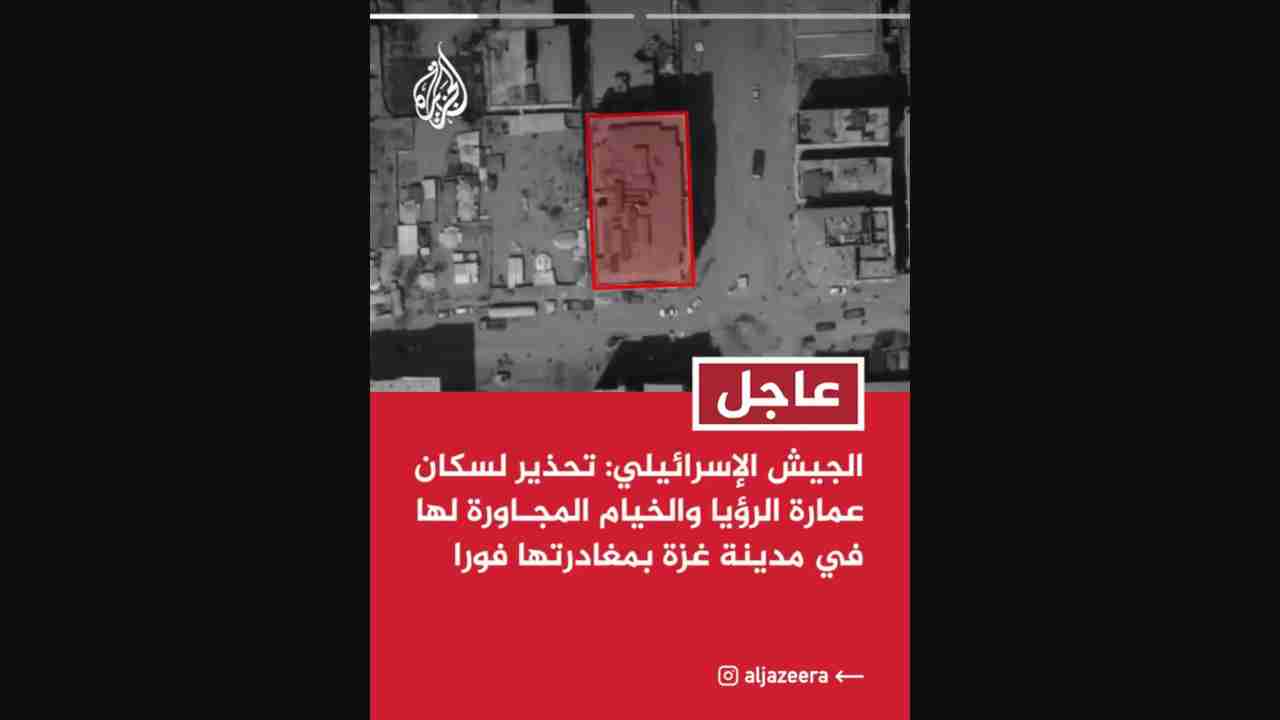 الجزيرة
عاجل
الجيش الإسرائيلي: تحذير لسكان
عمارة الرؤيا والخيام المجاورة لها
في مدينة غزة بمغادرتها فورا
aljazeera